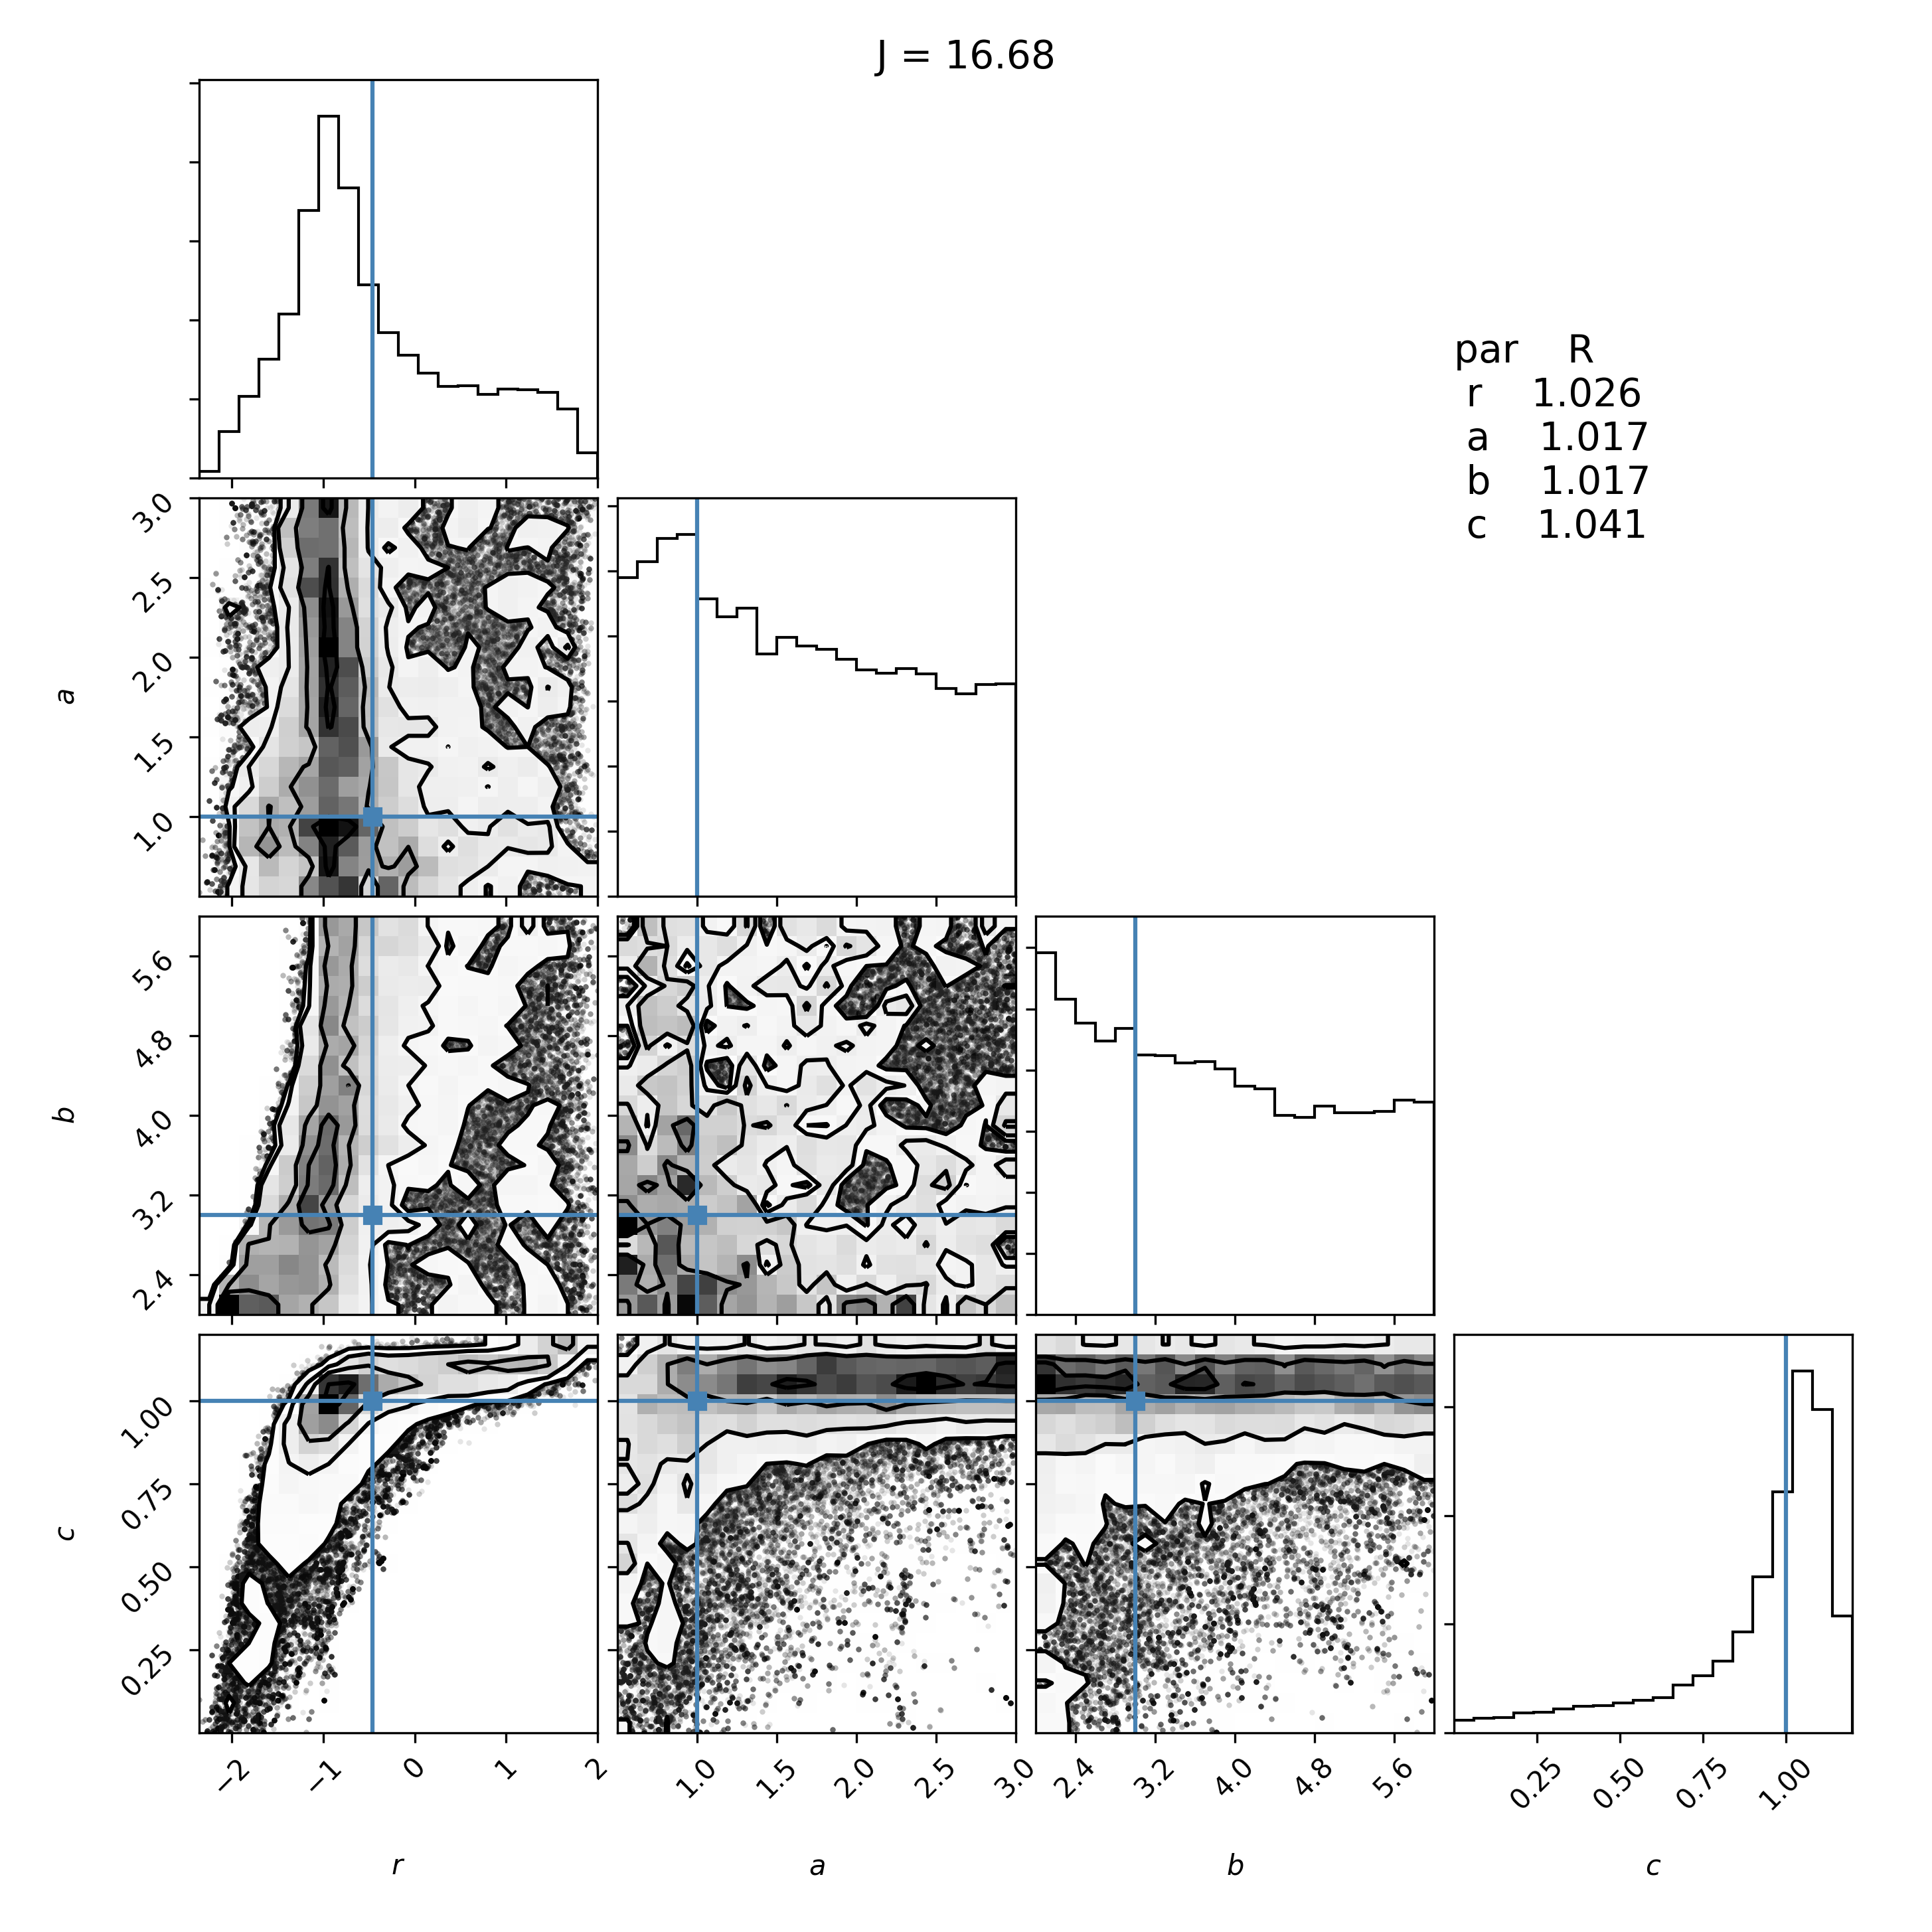 J = 16.68
par R
r 1.026
a 1.017
b 1.017
c 1.041
3.0
2.5
2.0
1.5
1.0
a
5.6
4.8
4.0
3.2
2.4
b
1.00
0.75
0.50
0.25
c
−2 −1 0 1 2
1.0 1.5 2.0 2.5 3.0
2.4 3.2 4.0 4.8 5.6
0.25 0.50 0.75 1.00
r a b c